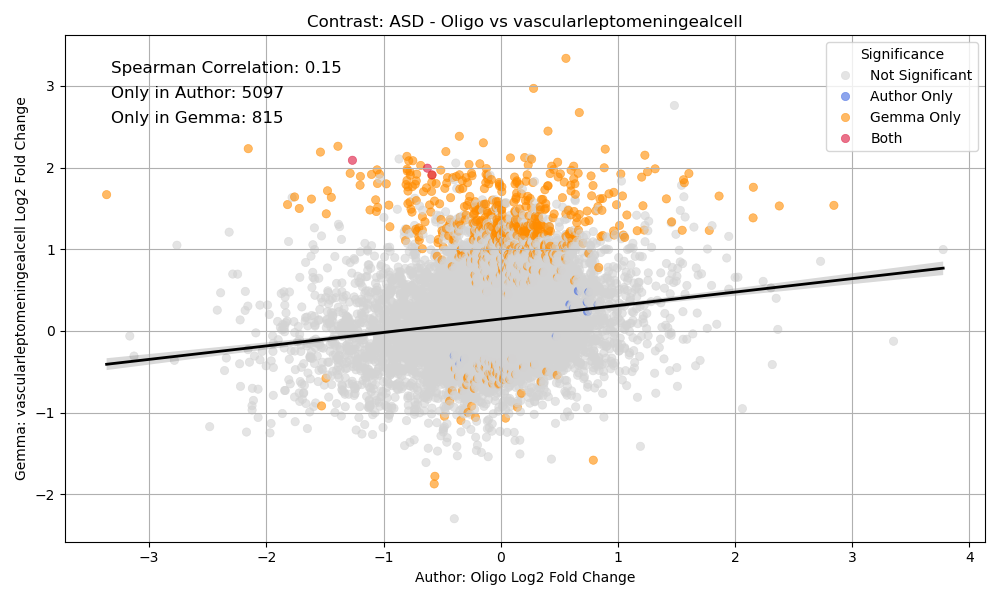 Contrast: ASD - Oligo vs vascularleptomeningealcell
Spearman Correlation: 0.15
Only in Author: 5097
Only in Gemma: 815
Significance
Not Significant
Author Only
Gemma Only
Both
Gemma: vascularleptomeningealcell Log2 Fold Change
3
2
1
0
−1
−2
−3 −2 −1 0 1 2 3 4
Author: Oligo Log2 Fold Change